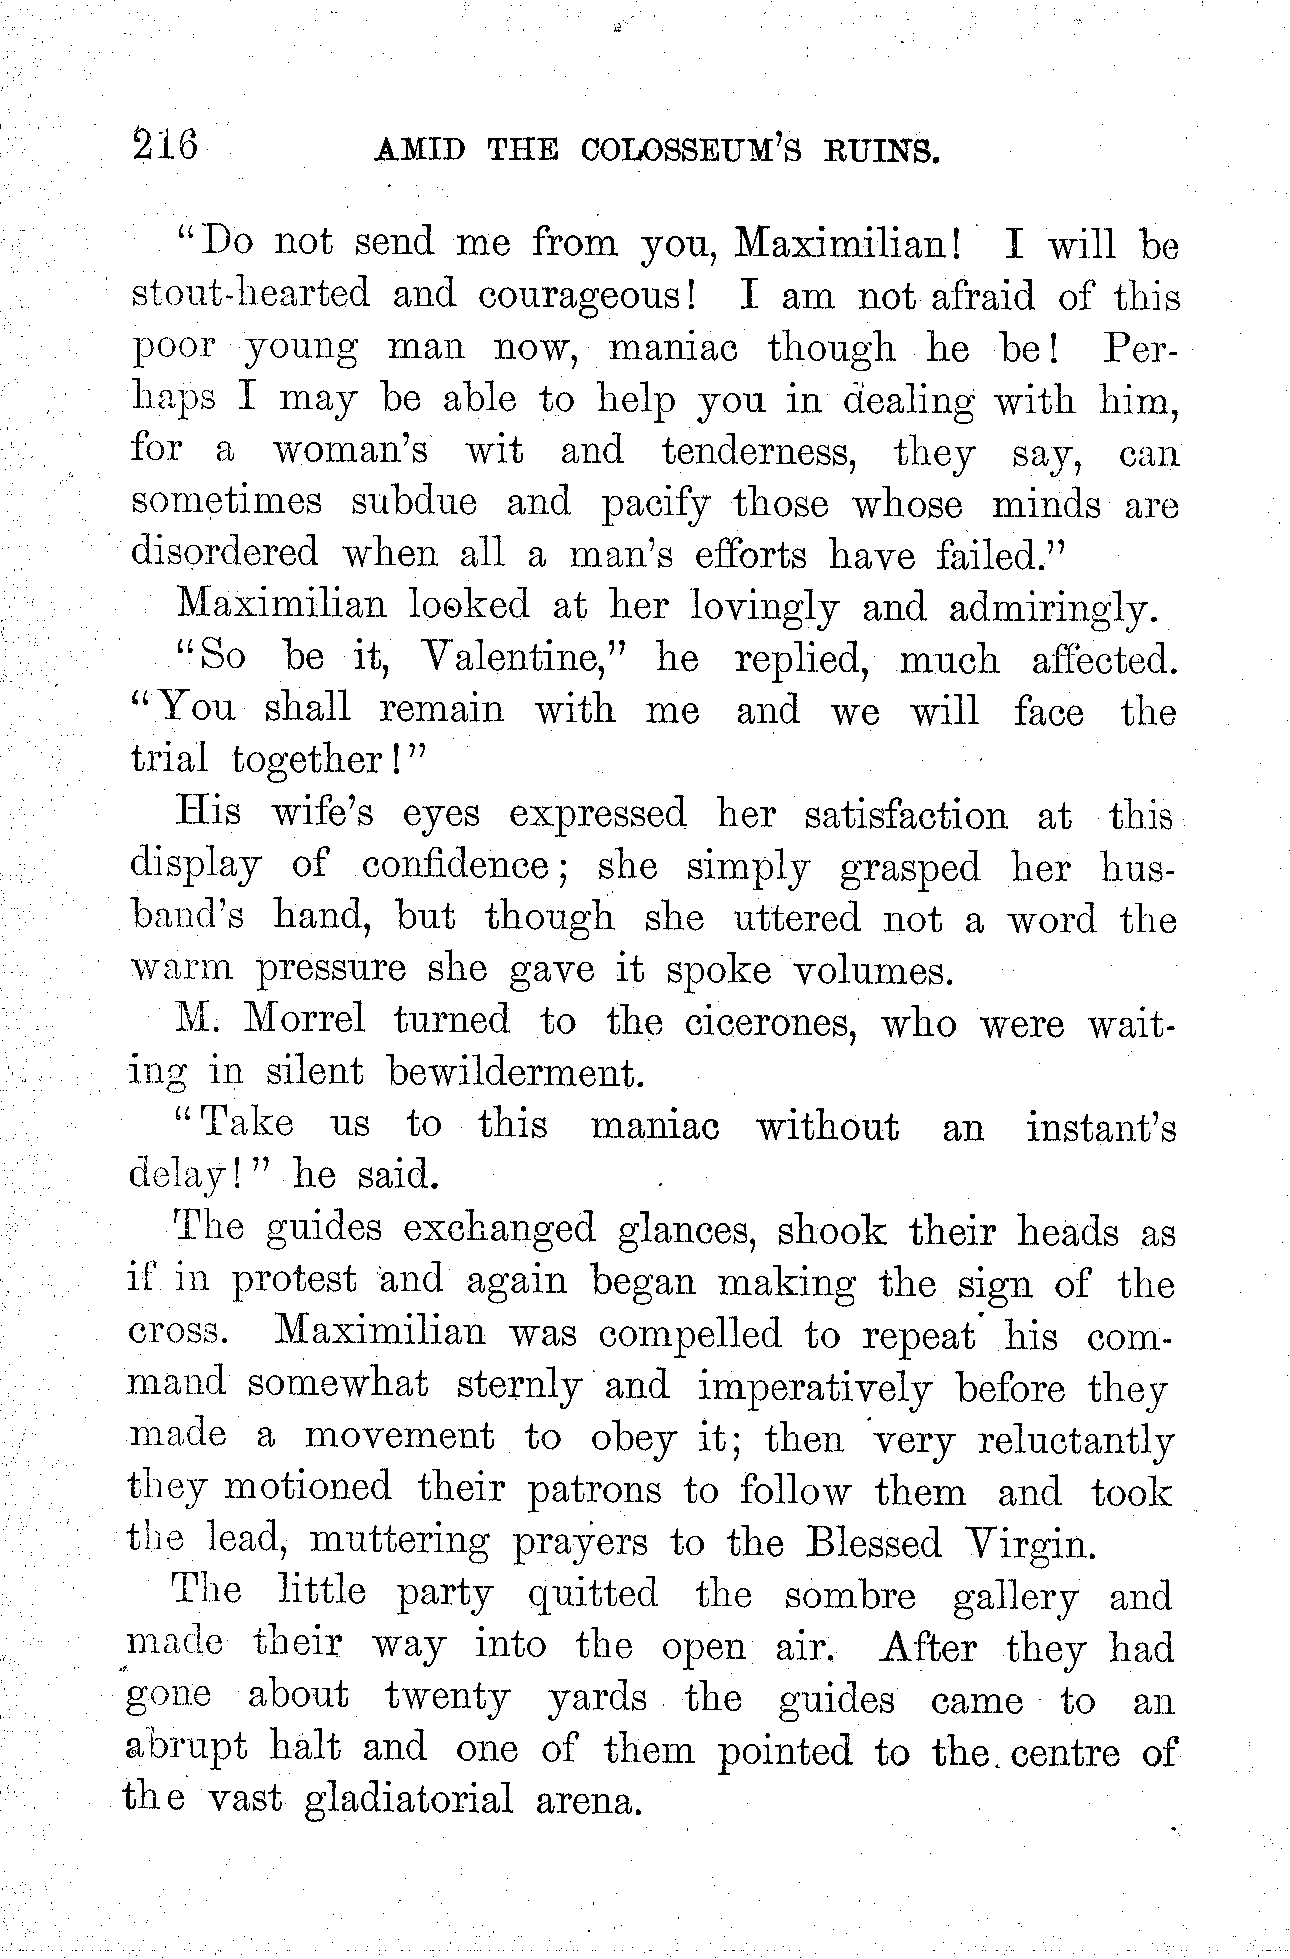 216 AMID THE COLOSSEUM'S RUINS.
"Do not send me from you, Maximilian! I will be
stout-hearted and courageous! I am not afraid of this
poor young man now, maniac though he be! Per-
haps I may be able to help you in dealing with him,
for a woman's wit and tenderness, they say, can
sometimes subdue and pacify those whose minds are
disordered when all a man's efforts have failed."
Maximilian looked at her lovingly and admiringly.
"So be it, Valentine," he replied, much affected.
"You shall remain with me and we will face the
trial together!"
His wife's eyes expressed her satisfaction at this
display of confidence; she simply grasped her hus-
band's hand, but though she uttered not a word the
warm pressure she gave it spoke volumes.
M. Morrel turned to the cicerones, who were wait-
ing in silent bewilderment.
"Take us to this maniac without an instant's
delay!" he said.
The guides exchanged glances, shook their heads as
if in protest and again began making the sign of the
cross. Maximilian was compelled to repeat his com-
mand somewhat sternly and imperatively before they
made a movement to obey it; then very reluctantly
they motioned their patrons to follow them and took
the lead, muttering prayers to the Blessed Virgin.
The little party quitted the sombre gallery and
made their way into the open air. After they had
gone about twenty yards the guides came to an
abrupt halt and one of them pointed to the centre of
the vast gladiatorial arena.